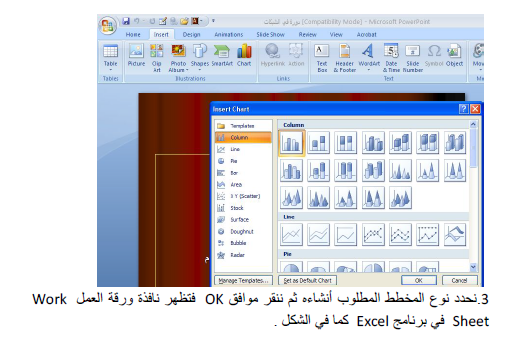 دورة في الشبكات (Compatibility Mode) - Microsoft PowerPoint
Home Insert Design Animations Slide Show Review View Acrobat
Table Picture Clip Art Photo Album Shapes SmartArt Chart Hyperlink Action Text Box Header & Footer WordArt Date & Time Slide Number Symbol Object
Tables Illustrations Links Text
Insert Chart
Templates
Column
Line
Pie
Bar
Area
X Y (Scatter)
Stock
Surface
Doughnut
Bubble
Radar
Column
Line
Pie
Manage Templates... Set as Default Chart OK Cancel
3.نحدد نوع المخطط المطلوب أنشاءه ثم ننقر موافق OK فتظهر نافذة ورقة العمل Work
Sheet في برنامج Excel كما في الشكل .